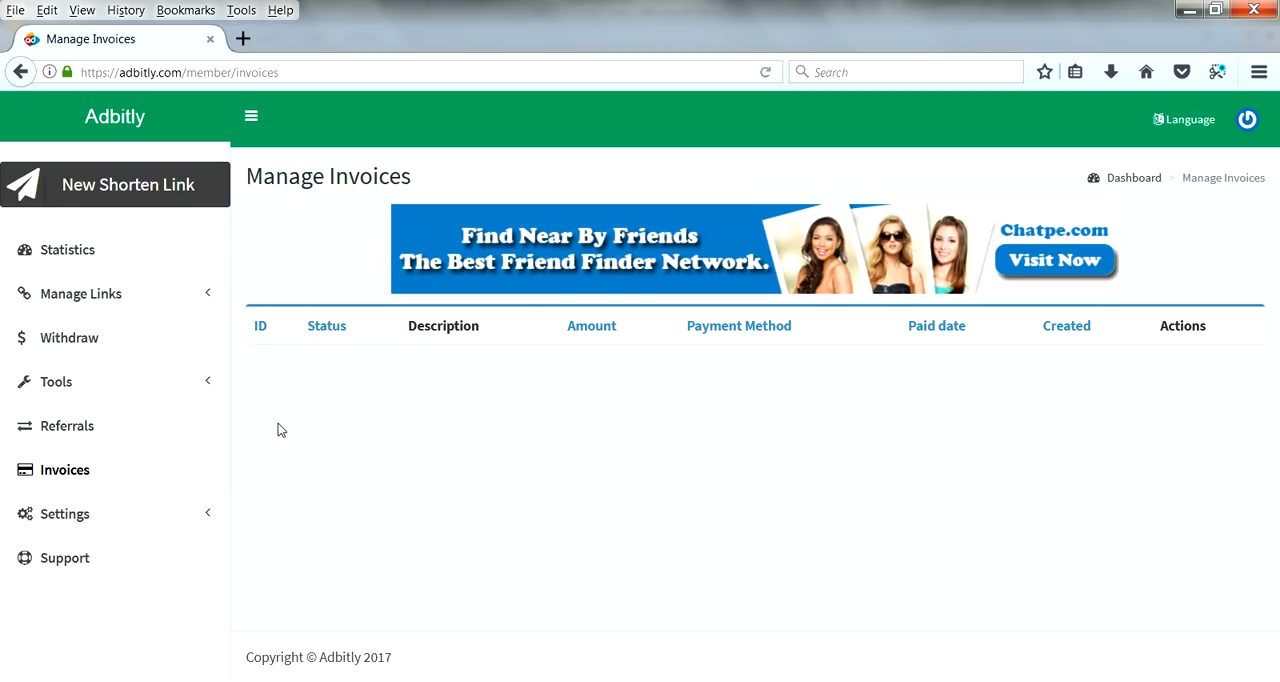 File Edit View History Bookmarks Tools Help
Manage Invoices
https://adbitly.com/member/invoices
Search
Adbitly
Language
New Shorten Link
Manage Invoices
Dashboard > Manage Invoices
Find Near By Friends
The Best Friend Finder Network.
Chatpe.com
Visit Now
Statistics
Manage Links
Withdraw
Tools
Referrals
Invoices
Settings
Support
ID Status Description Amount Payment Method Paid date Created Actions
Copyright © Adbitly 2017